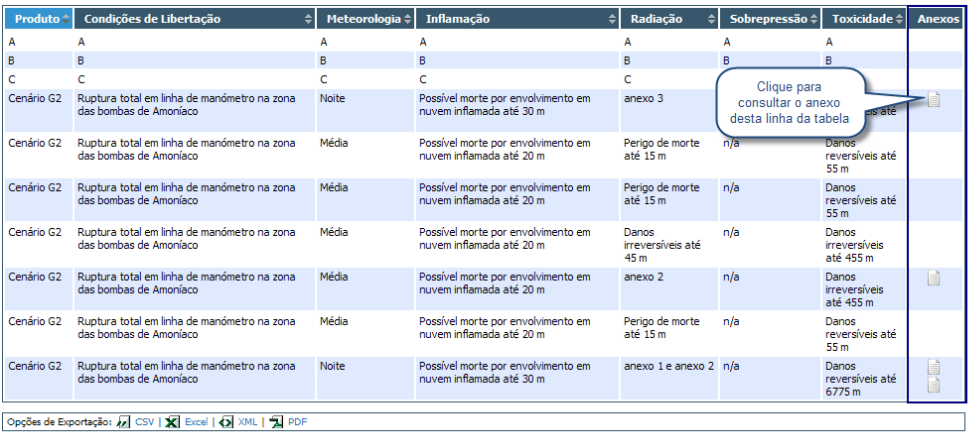 Produto Condições de Libertação Meteorologia Inflamação Radiação Sobrepressão Toxicidade Anexos
A A A A A A A
B B B B B B B
C C C C C
Clique para
consultar o anexo
desta linha da tabela
Cenário G2 Ruptura total em linha de manómetro na zona Noite Possível morte por envolvimento em anexo 3
das bombas de Amoníaco nuvem inflamada até 30 m até
Cenário G2 Ruptura total em linha de manómetro na zona Média Possível morte por envolvimento em Perigo de morte n/a Danos
das bombas de Amoníaco nuvem inflamada até 20 m até 15 m reversíveis até
55 m
Cenário G2 Ruptura total em linha de manómetro na zona Média Possível morte por envolvimento em Perigo de morte n/a Danos
das bombas de Amoníaco nuvem inflamada até 20 m até 15 m reversíveis até
55 m
Cenário G2 Ruptura total em linha de manómetro na zona Média Possível morte por envolvimento em Danos n/a Danos
das bombas de Amoníaco nuvem inflamada até 20 m irreversíveis até irreversíveis
45 m até 455 m
Cenário G2 Ruptura total em linha de manómetro na zona Média Possível morte por envolvimento em anexo 2 n/a Danos
das bombas de Amoníaco nuvem inflamada até 20 m irreversíveis
até 455 m
Cenário G2 Ruptura total em linha de manómetro na zona Média Possível morte por envolvimento em Perigo de morte n/a Danos
das bombas de Amoníaco nuvem inflamada até 20 m até 15 m reversíveis até
55 m
Cenário G2 Ruptura total em linha de manómetro na zona Noite Possível morte por envolvimento em anexo 1 e anexo 2 n/a Danos
das bombas de Amoníaco nuvem inflamada até 30 m reversíveis até
6775 m
Opções de Exportação: CSV | Excel | XML | PDF